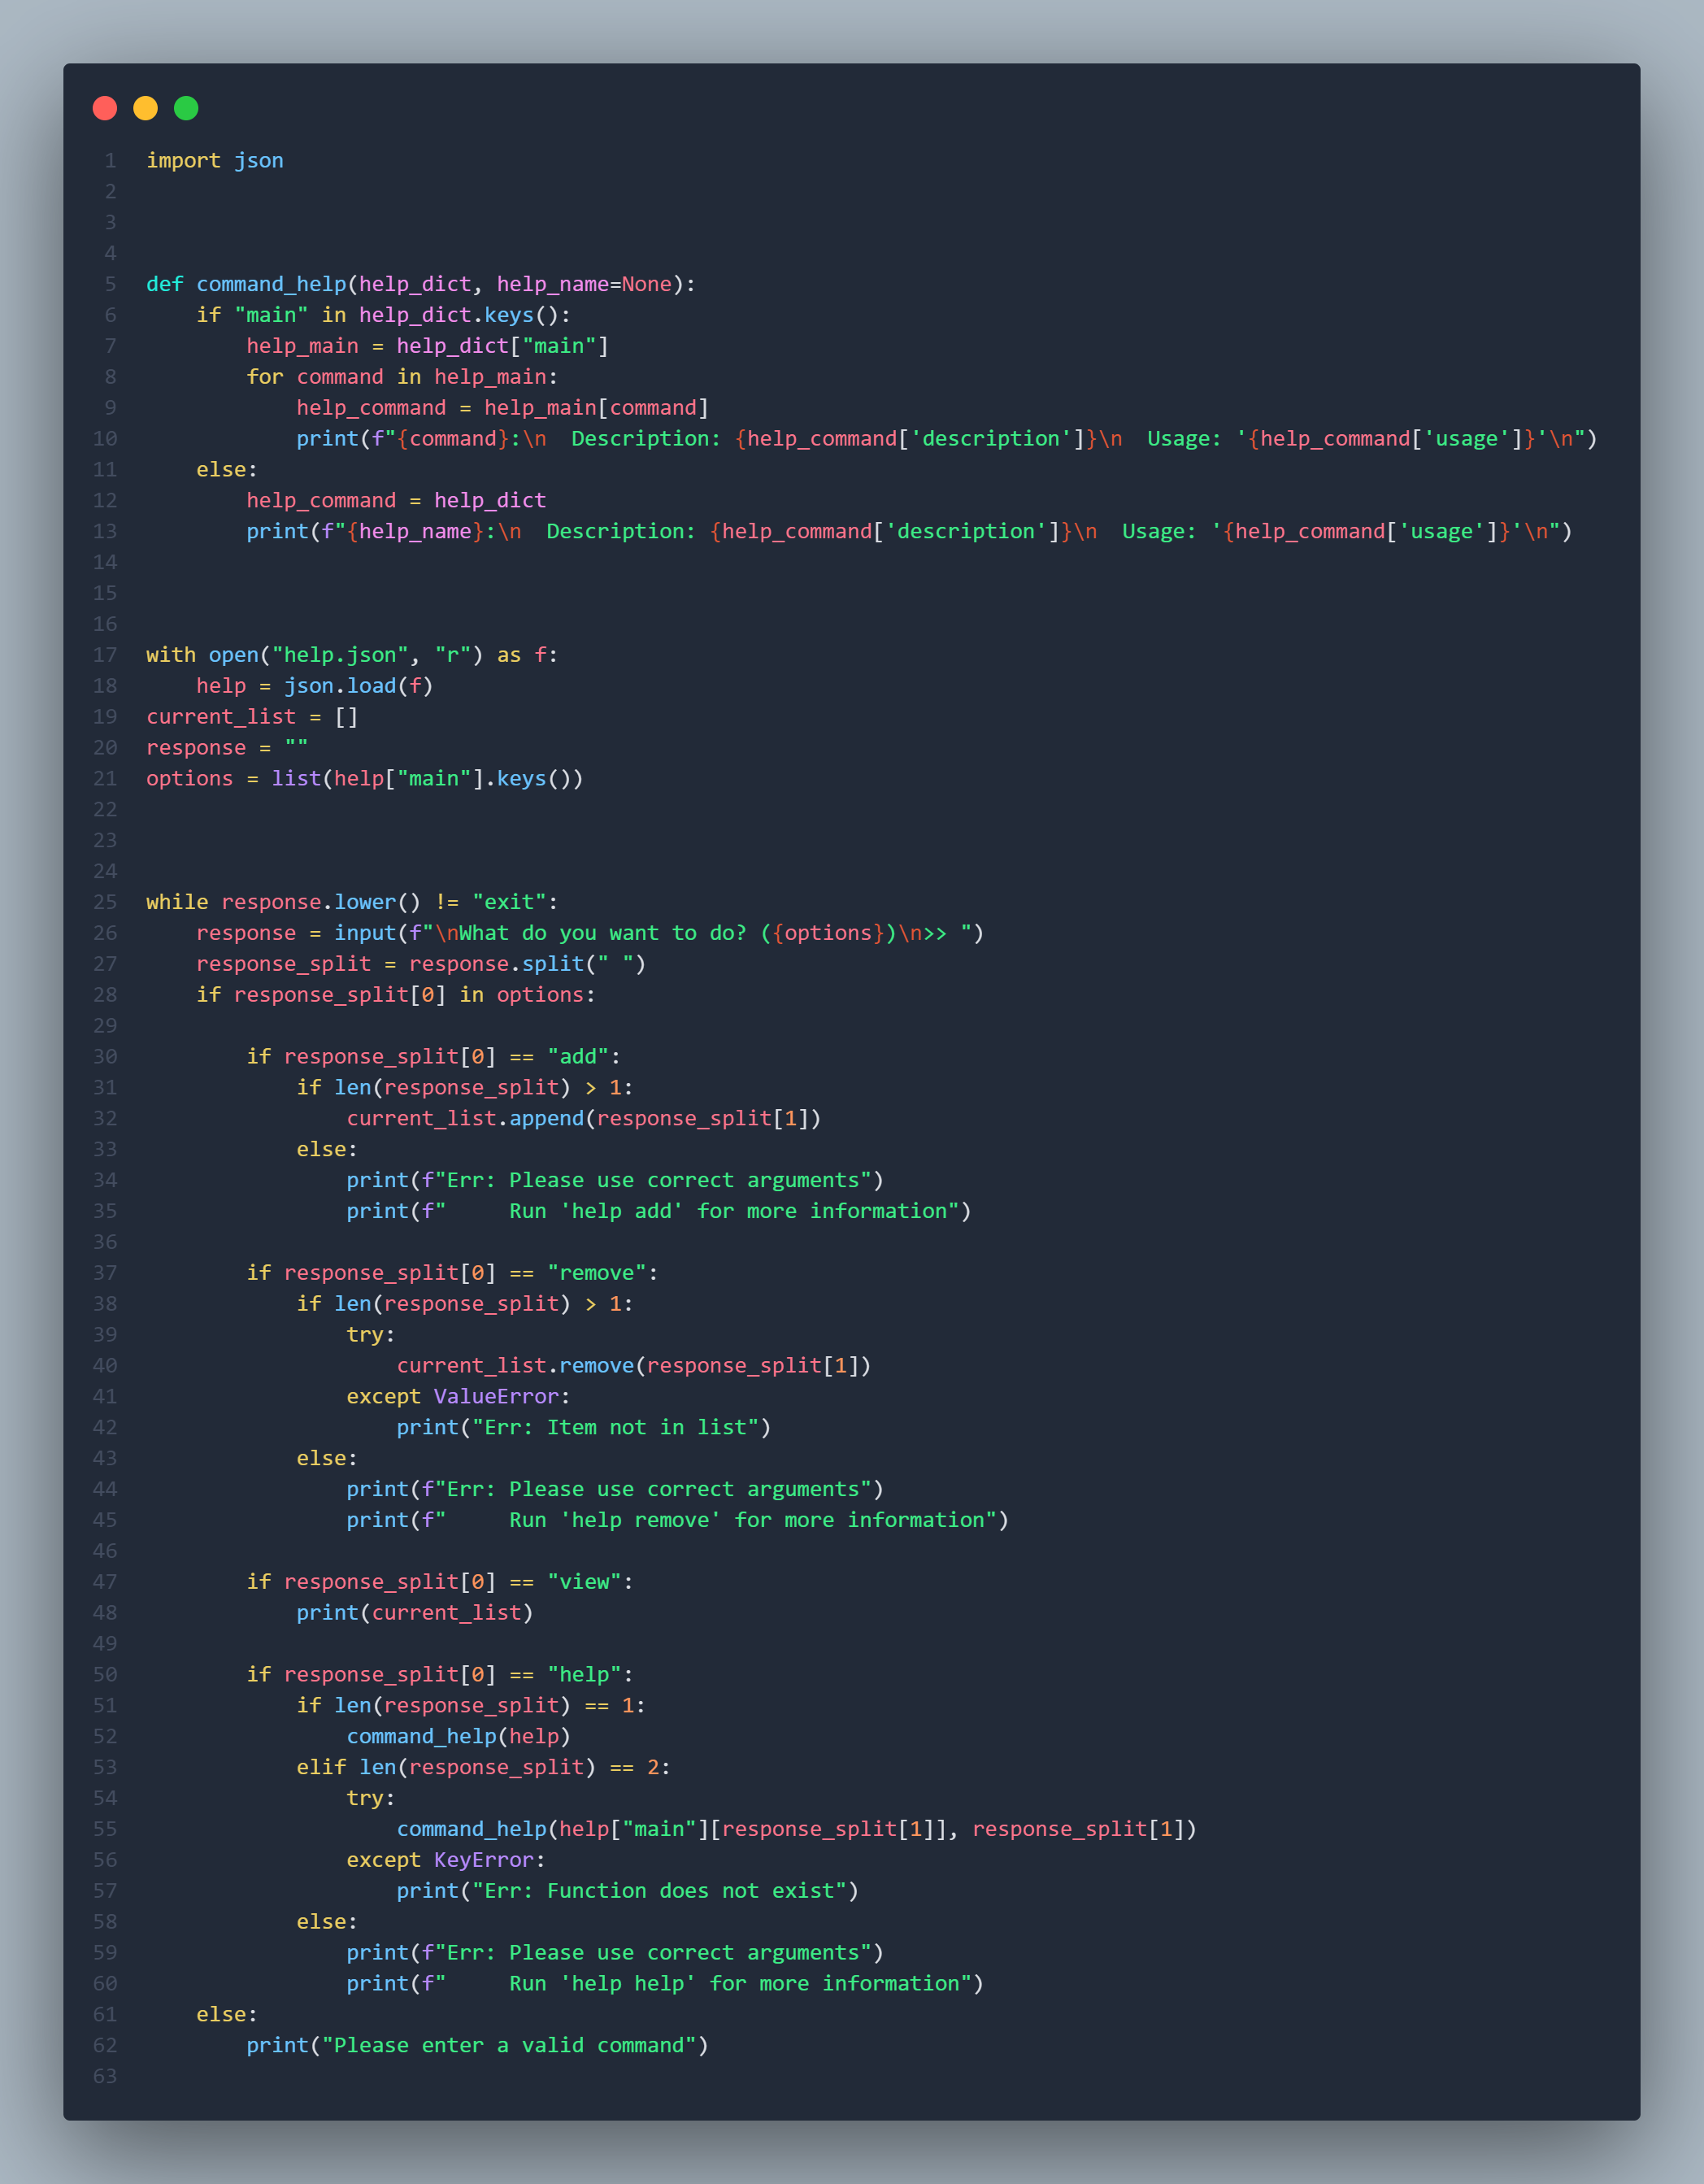 1 import json
2
3
4
5 def command_help(help_dict, help_name=None):
6     if "main" in help_dict.keys():
7         help_main = help_dict["main"]
8         for command in help_main:
9             help_command = help_main[command]
10             print(f"{command}:\n  Description: {help_command['description']}\n  Usage: '{help_command['usage']}'\n")
11     else:
12         help_command = help_dict
13         print(f"{help_name}:\n  Description: {help_command['description']}\n  Usage: '{help_command['usage']}'\n")
14
15
16
17 with open("help.json", "r") as f:
18     help = json.load(f)
19 current_list = []
20 response = ""
21 options = list(help["main"].keys())
22
23
24
25 while response.lower() != "exit":
26     response = input(f"\nWhat do you want to do? ({options})\n>> ")
27     response_split = response.split(" ")
28     if response_split[0] in options:
29
30         if response_split[0] == "add":
31             if len(response_split) > 1:
32                 current_list.append(response_split[1])
33             else:
34                 print(f"Err: Please use correct arguments")
35                 print(f"     Run 'help add' for more information")
36
37         if response_split[0] == "remove":
38             if len(response_split) > 1:
39                 try:
40                     current_list.remove(response_split[1])
41                 except ValueError:
42                     print("Err: Item not in list")
43             else:
44                 print(f"Err: Please use correct arguments")
45                 print(f"     Run 'help remove' for more information")
46
47         if response_split[0] == "view":
48             print(current_list)
49
50         if response_split[0] == "help":
51             if len(response_split) == 1:
52                 command_help(help)
53             elif len(response_split) == 2:
54                 try:
55                     command_help(help["main"][response_split[1]], response_split[1])
56                 except KeyError:
57                     print("Err: Function does not exist")
58             else:
59                 print(f"Err: Please use correct arguments")
60                 print(f"     Run 'help help' for more information")
61     else:
62         print("Please enter a valid command")
63